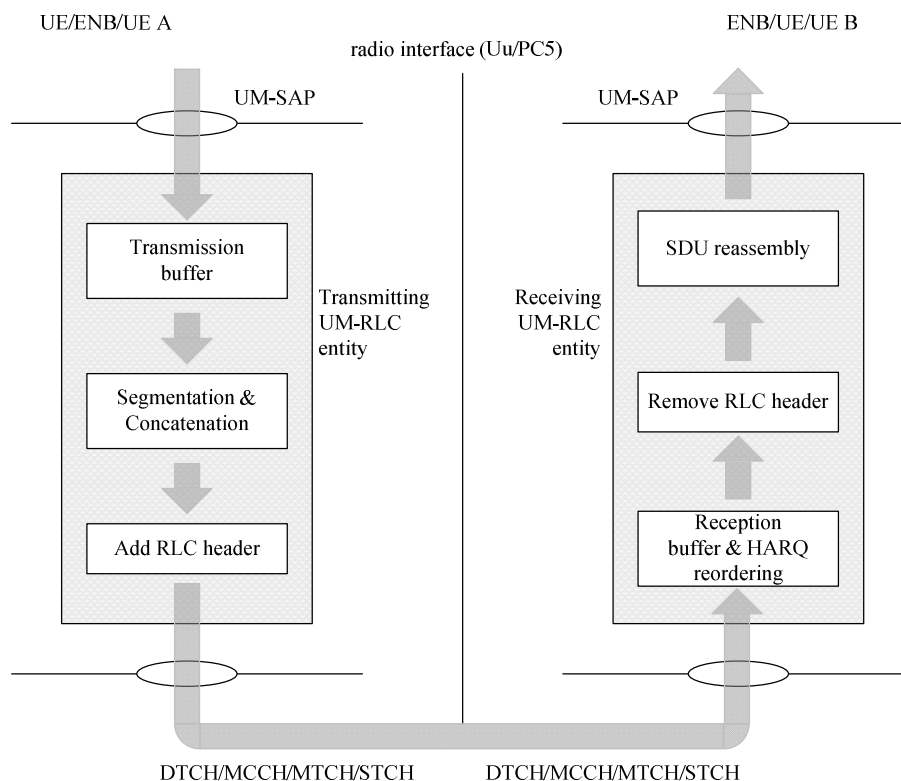 UE/ENB/UE A
ENB/UE/UE B
radio interface (Uu/PC5)
UM-SAP
UM-SAP
Transmission
buffer
Transmitting
UM-RLC
entity
Segmentation &
Concatenation
Add RLC header
SDU reassembly
Receiving
UM-RLC
entity
Remove RLC header
Reception
buffer & HARQ
reordering
DTCH/MCCH/MTCH/STCH
DTCH/MCCH/MTCH/STCH